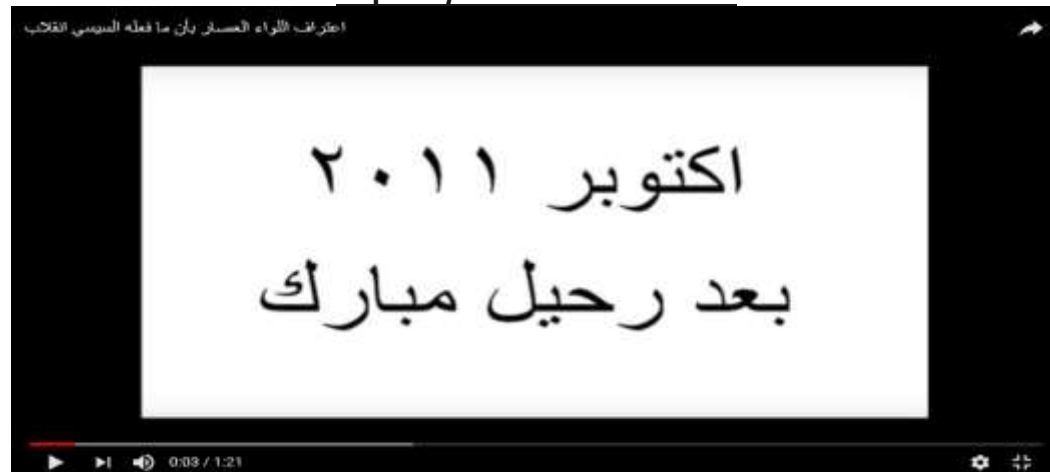 اعتراف اللواء العصار بأن ما فعله السيسي انقلاب
اكتوبر ٢٠١١
بعد رحيل مبارك
0:03 / 1:21